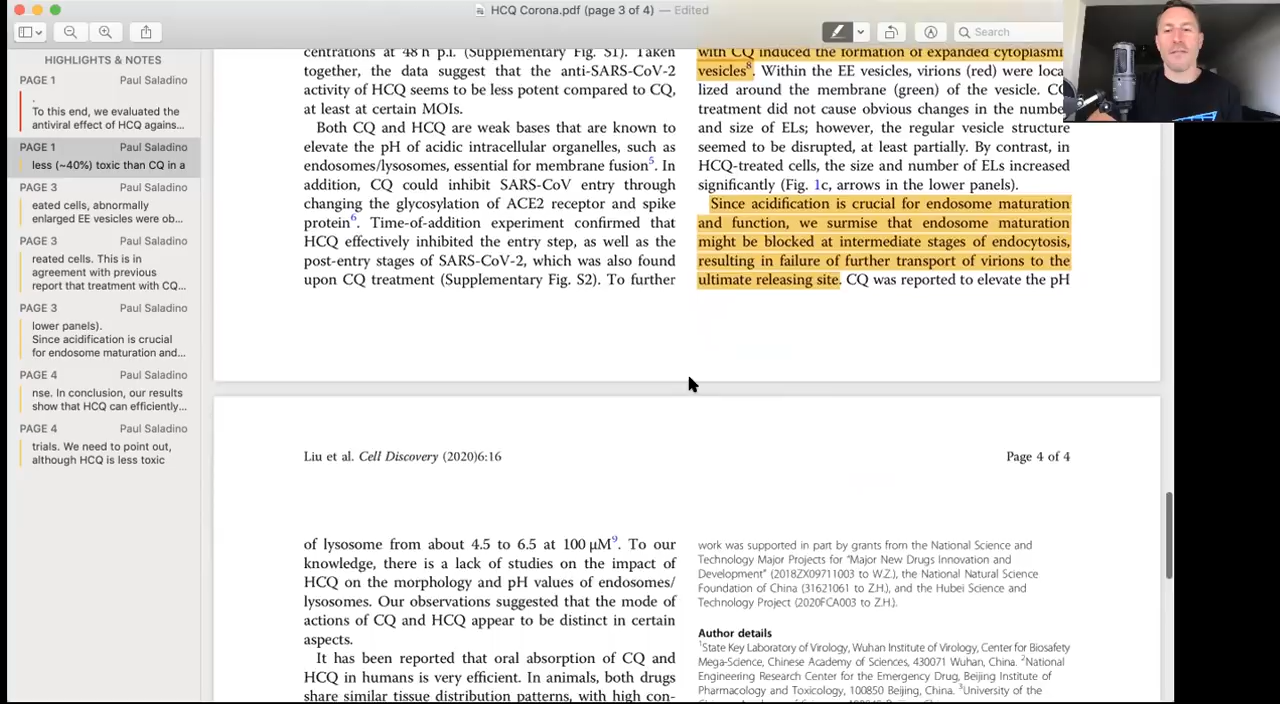 HCQ Corona.pdf (page 3 of 4) — Edited
Search
HIGHLIGHTS & NOTES
PAGE 1 Paul Saladino
.
To this end, we evaluated the
antiviral effect of HCQ agains...
PAGE 1 Paul Saladino
less (~40%) toxic than CQ in a
PAGE 3 Paul Saladino
eated cells, abnormally
enlarged EE vesicles were ob...
PAGE 3 Paul Saladino
reated cells. This is in
agreement with previous
report that treatment with CQ...
PAGE 3 Paul Saladino
lower panels).
Since acidification is crucial
for endosome maturation and...
PAGE 4 Paul Saladino
nse. In conclusion, our results
show that HCQ can efficiently...
PAGE 4 Paul Saladino
trials. We need to point out,
although HCQ is less toxic
centrations at 48 h p.i. (Supplementary Fig. S1). Taken
together, the data suggest that the anti-SARS-CoV-2
activity of HCQ seems to be less potent compared to CQ,
at least at certain MOIs.
Both CQ and HCQ are weak bases that are known to
elevate the pH of acidic intracellular organelles, such as
endosomes/lysosomes, essential for membrane fusion5. In
addition, CQ could inhibit SARS-CoV entry through
changing the glycosylation of ACE2 receptor and spike
protein6. Time-of-addition experiment confirmed that
HCQ effectively inhibited the entry step, as well as the
post-entry stages of SARS-CoV-2, which was also found
upon CQ treatment (Supplementary Fig. S2). To further
with CQ induced the formation of expanded cytoplasmi
vesicles8. Within the EE vesicles, virions (red) were loca
lized around the membrane (green) of the vesicle. CQ
treatment did not cause obvious changes in the numbe
and size of ELs; however, the regular vesicle structure
seemed to be disrupted, at least partially. By contrast, in
HCQ-treated cells, the size and number of ELs increased
significantly (Fig. 1c, arrows in the lower panels).
Since acidification is crucial for endosome maturation
and function, we surmise that endosome maturation
might be blocked at intermediate stages of endocytosis,
resulting in failure of further transport of virions to the
ultimate releasing site. CQ was reported to elevate the pH
Liu et al. Cell Discovery (2020)6:16
Page 4 of 4
of lysosome from about 4.5 to 6.5 at 100 μM9. To our
knowledge, there is a lack of studies on the impact of
HCQ on the morphology and pH values of endosomes/
lysosomes. Our observations suggested that the mode of
actions of CQ and HCQ appear to be distinct in certain
aspects.
It has been reported that oral absorption of CQ and
HCQ in humans is very efficient. In animals, both drugs
share similar tissue distribution patterns, with high con-
work was supported in part by grants from the National Science and
Technology Major Projects for "Major New Drugs Innovation and
Development" (2018ZX09711003 to W.Z.), the National Natural Science
Foundation of China (31621061 to Z.H.), and the Hubei Science and
Technology Project (2020FCA003 to Z.H.).
Author details
1State Key Laboratory of Virology, Wuhan Institute of Virology, Center for Biosafety
Mega-Science, Chinese Academy of Sciences, 430071 Wuhan, China. 2National
Engineering Research Center for the Emergency Drug, Beijing Institute of
Pharmacology and Toxicology, 100850 Beijing, China. 3University of the